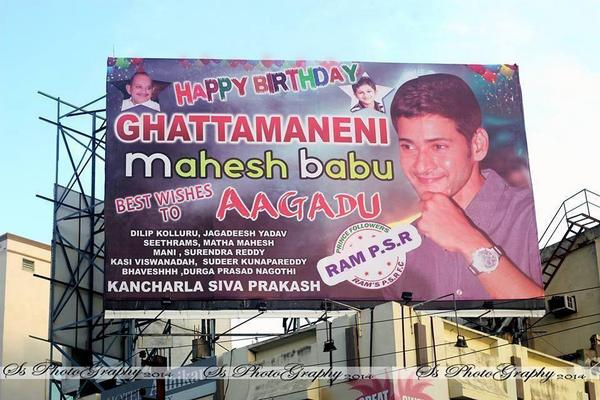 HAPPY BIRTHDAY
GHATTAMANENI
mahesh babu
BEST WISHES
TO
AAGADU
DILIP KOLLURU, JAGADEESH YADAV
SEETHRAMS, MATHA MAHESH
MANI , SURENDRA REDDY
KASI VISWANADAH, SUDEER KUNAPAREDDY
BHAVESHHH ,DURGA PRASAD NAGOTHI
KANCHARLA SIVA PRAKASH
PRINCE FOLLOWERS
RAM P.S.R
RAM'S P.S.R.F.C
Ss PhotoGraphy 2014 Ss PhotoGraphy 2014 Ss PhotoGraphy 2014
HOTEL
GREAT